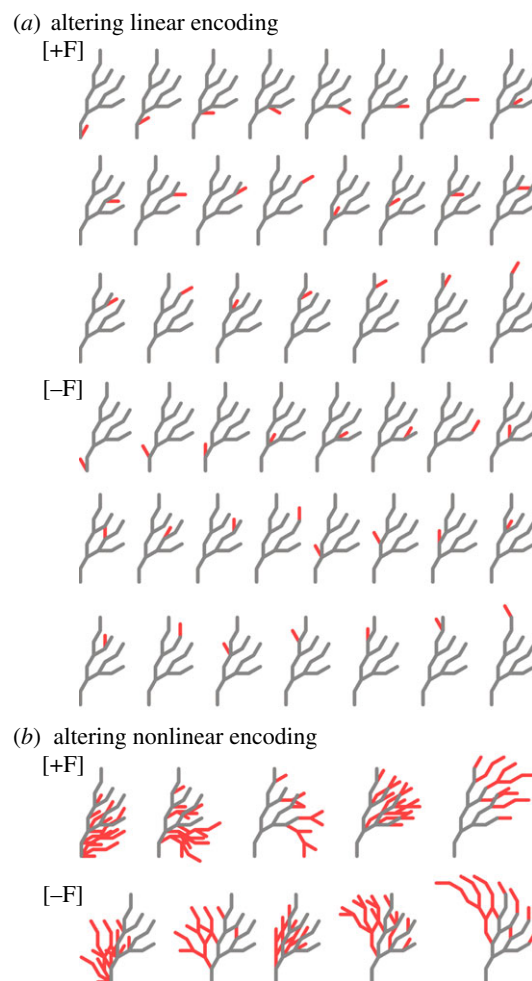 (a) altering linear encoding
[+F]
[–F]
(b) altering nonlinear encoding
[+F]
[–F]